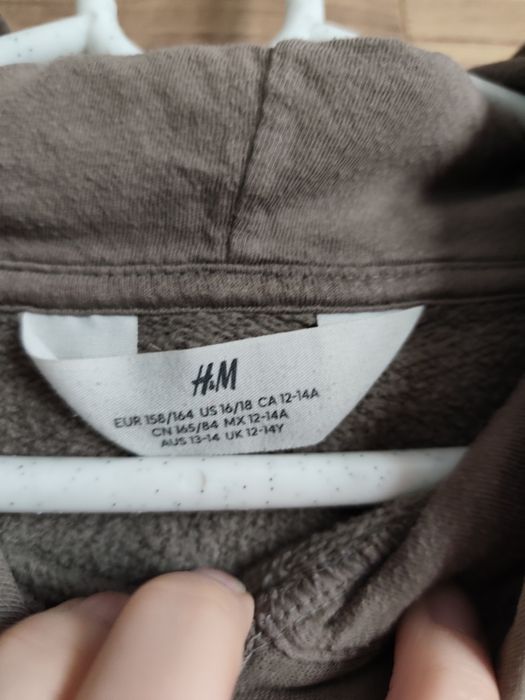 H&M
EUR 158/164 US 16/18 CA 12-14A
CN 165/84 MX 12-14A
AUS 13-14 UK 12-14Y